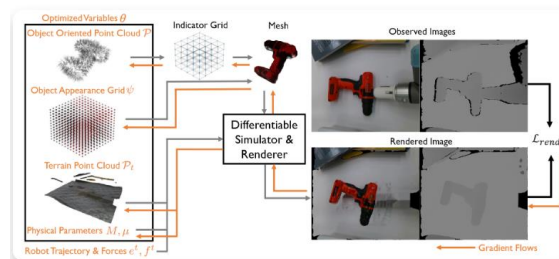 Optimized Variables θ
Object Oriented Point Cloud 𝒫
Indicator Grid
Mesh
Observed Images
Object Appearance Grid ψ
Differentiable
Simulator &
Renderer
ℒ_rend
Rendered Image
Terrain Point Cloud 𝒫_t
Physical Parameters M, μ
Robot Trajectory & Forces e^t, f^t
Gradient Flows